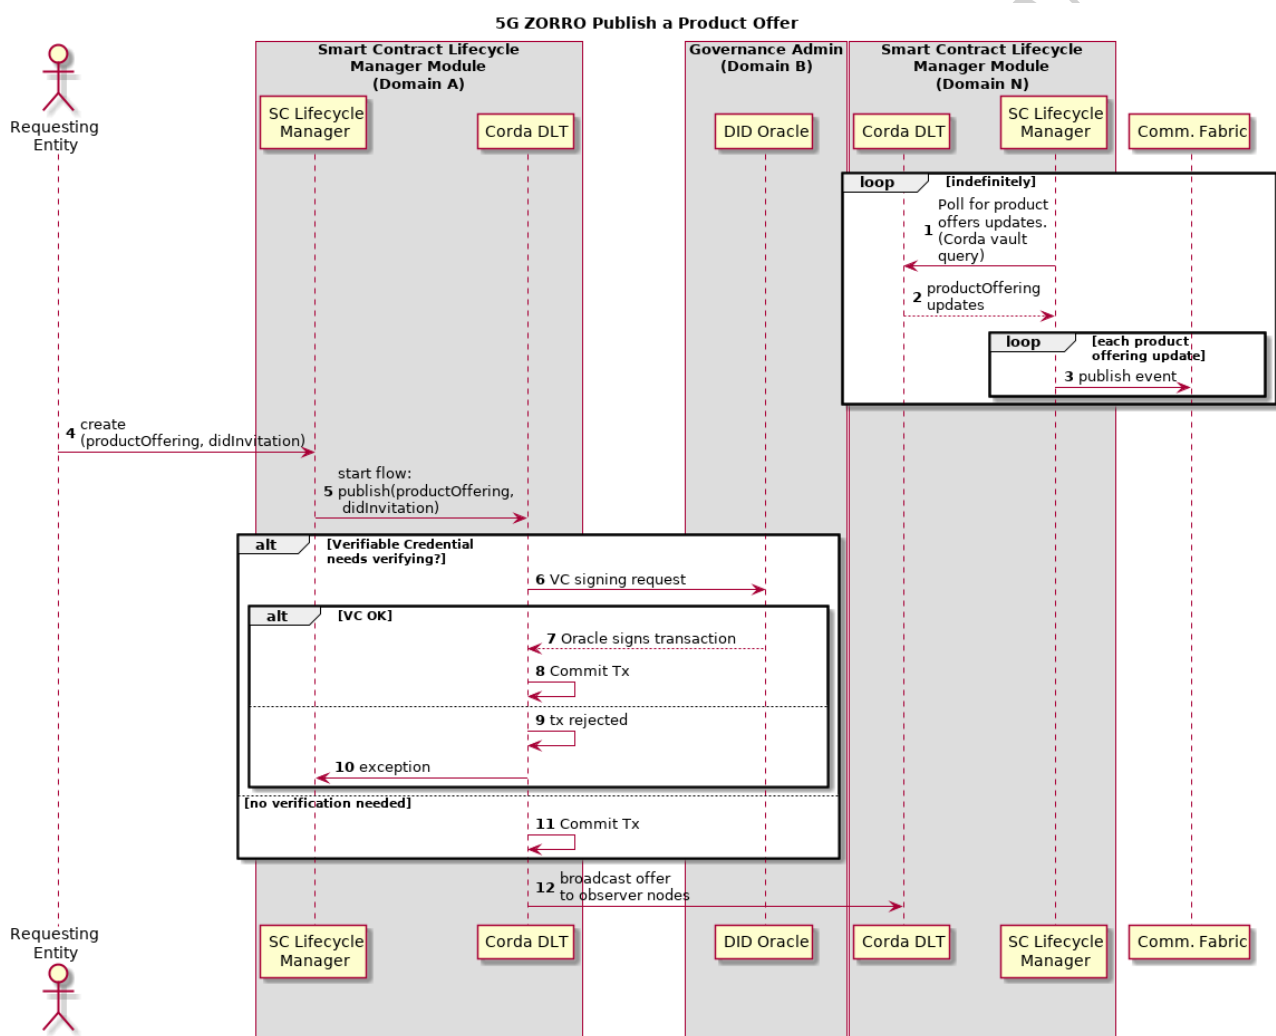 5G ZORRO Publish a Product Offer
Smart Contract Lifecycle
Manager Module
(Domain A)
Governance Admin
(Domain B)
Smart Contract Lifecycle
Manager Module
(Domain N)
Requesting
Entity
SC Lifecycle
Manager
Corda DLT
DID Oracle
Corda DLT
SC Lifecycle
Manager
Comm. Fabric
loop [indefinitely]
Poll for product
offers updates.
1
(Corda vault
query)
2 productOffering
updates
loop [each product
offering update]
3 publish event
4 create
(productOffering, didInvitation)
start flow:
5 publish(productOffering,
didInvitation)
alt [Verifiable Credential
needs verifying?]
6 VC signing request
alt [VC OK]
7 Oracle signs transaction
8 Commit Tx
9 tx rejected
10 exception
[no verification needed]
11 Commit Tx
12 broadcast offer
to observer nodes
Requesting
Entity
SC Lifecycle
Manager
Corda DLT
DID Oracle
Corda DLT
SC Lifecycle
Manager
Comm. Fabric